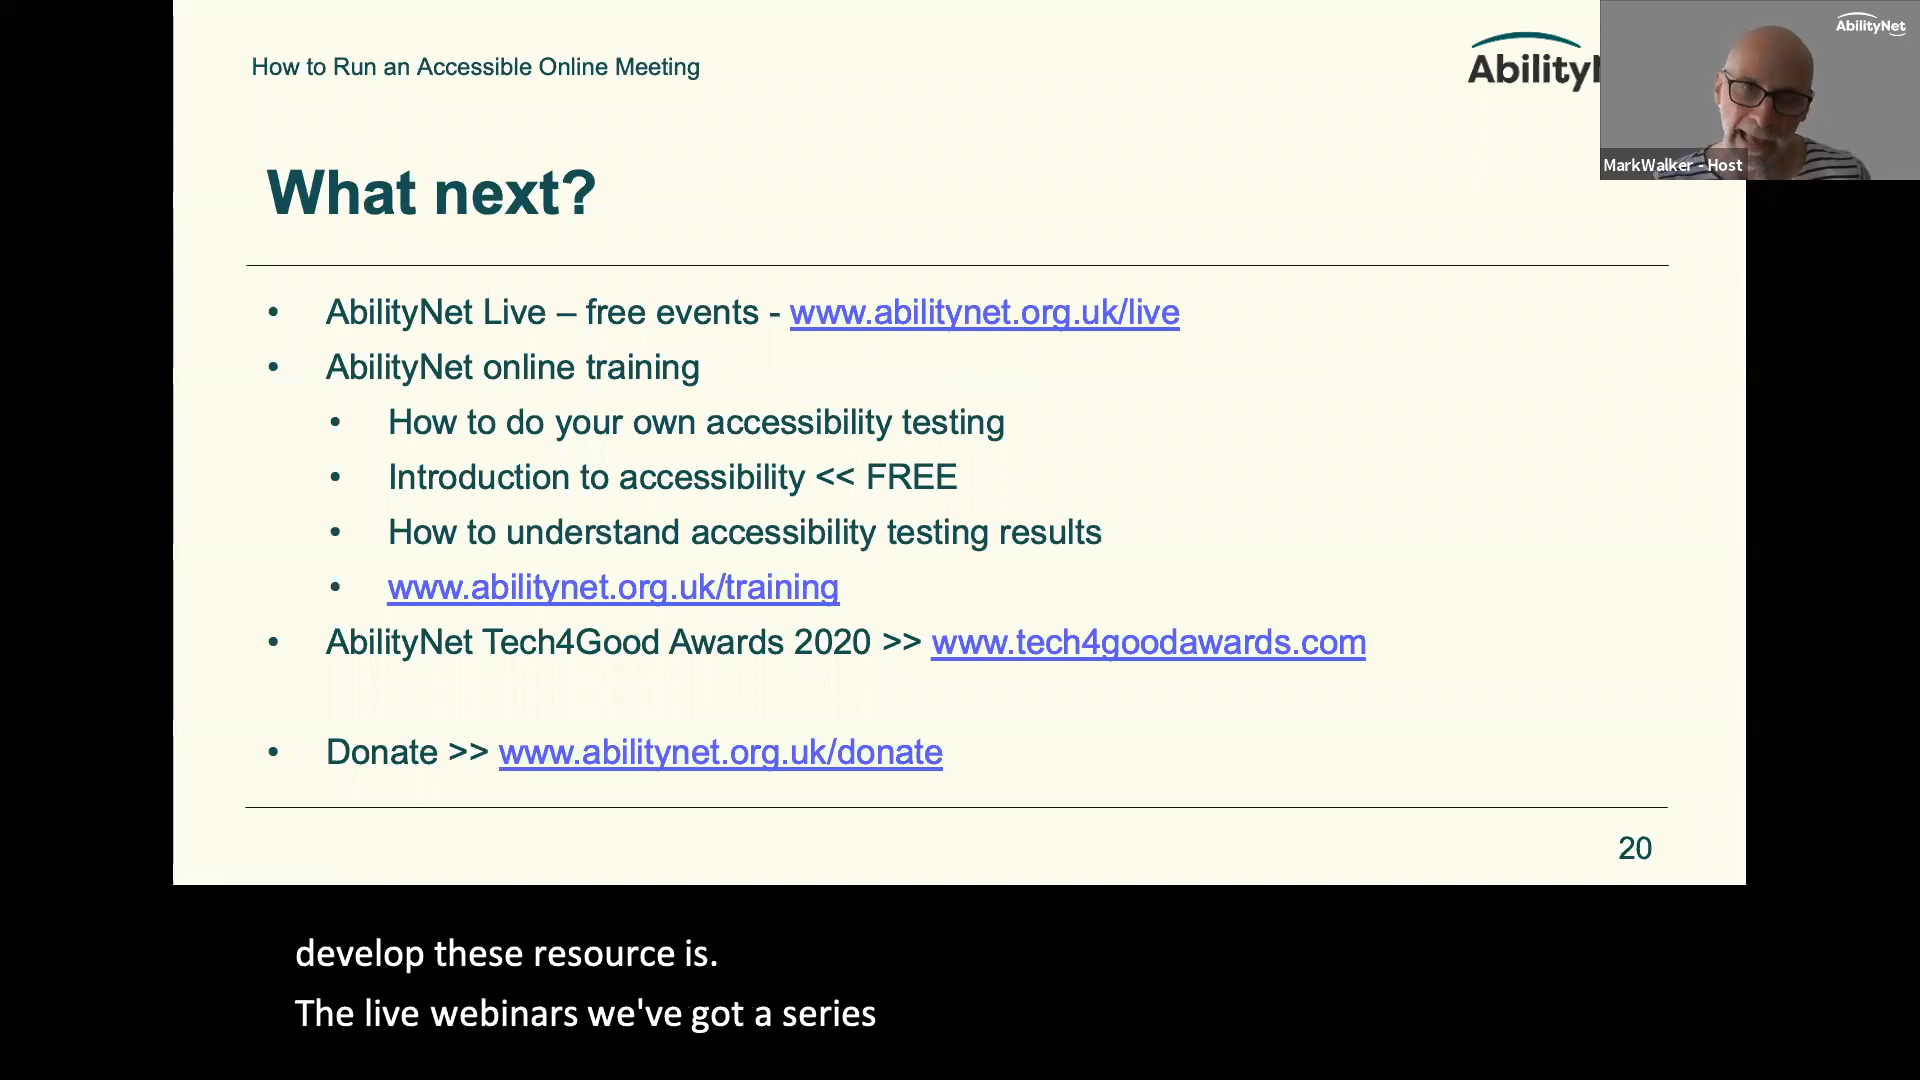 How to Run an Accessible Online Meeting
Ability
AbilityNet
MarkWalker - Host
What next?
• AbilityNet Live – free events - www.abilitynet.org.uk/live
• AbilityNet online training
• How to do your own accessibility testing
• Introduction to accessibility << FREE
• How to understand accessibility testing results
• www.abilitynet.org.uk/training
• AbilityNet Tech4Good Awards 2020 >> www.tech4goodawards.com
• Donate >> www.abilitynet.org.uk/donate
20
develop these resource is.
The live webinars we've got a series